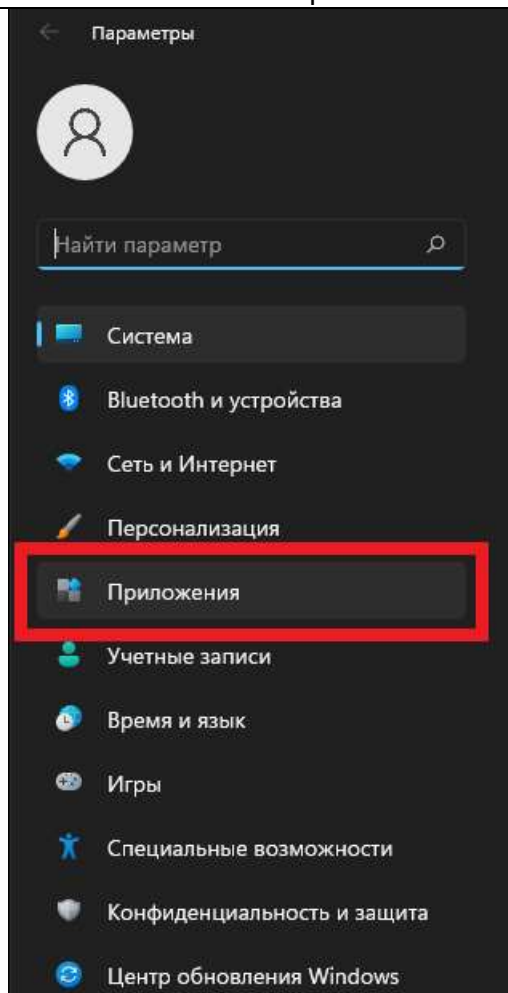 Параметры
Найти параметр
Система
Bluetooth и устройства
Сеть и Интернет
Персонализация
Приложения
Учетные записи
Время и язык
Игры
Специальные возможности
Конфиденциальность и защита
Центр обновления Windows